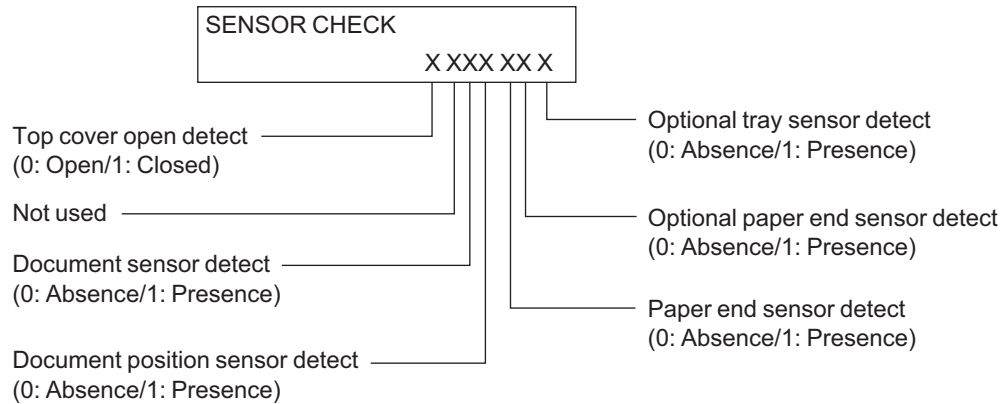 SENSOR CHECK
X XXX XX X
Top cover open detect
(0: Open/1: Closed)
Not used
Document sensor detect
(0: Absence/1: Presence)
Document position sensor detect
(0: Absence/1: Presence)
Optional tray sensor detect
(0: Absence/1: Presence)
Optional paper end sensor detect
(0: Absence/1: Presence)
Paper end sensor detect
(0: Absence/1: Presence)